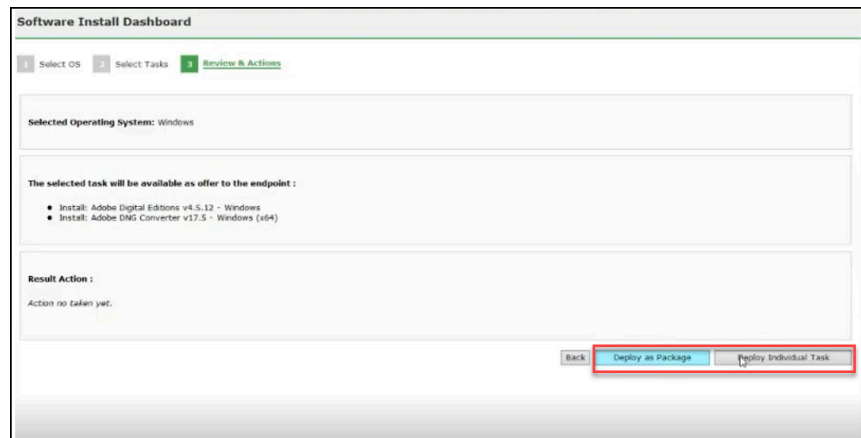 Software Install Dashboard
1 Select OS 2 Select Tasks 3 Review & Actions
Selected Operating System: Windows
The selected task will be available as offer to the endpoint :
Install: Adobe Digital Editions v4.5.12 - Windows
Install: Adobe DNG Converter v17.5 - Windows (x64)
Result Action :
Action no taken yet.
Back Deploy as Package Deploy Individual Task